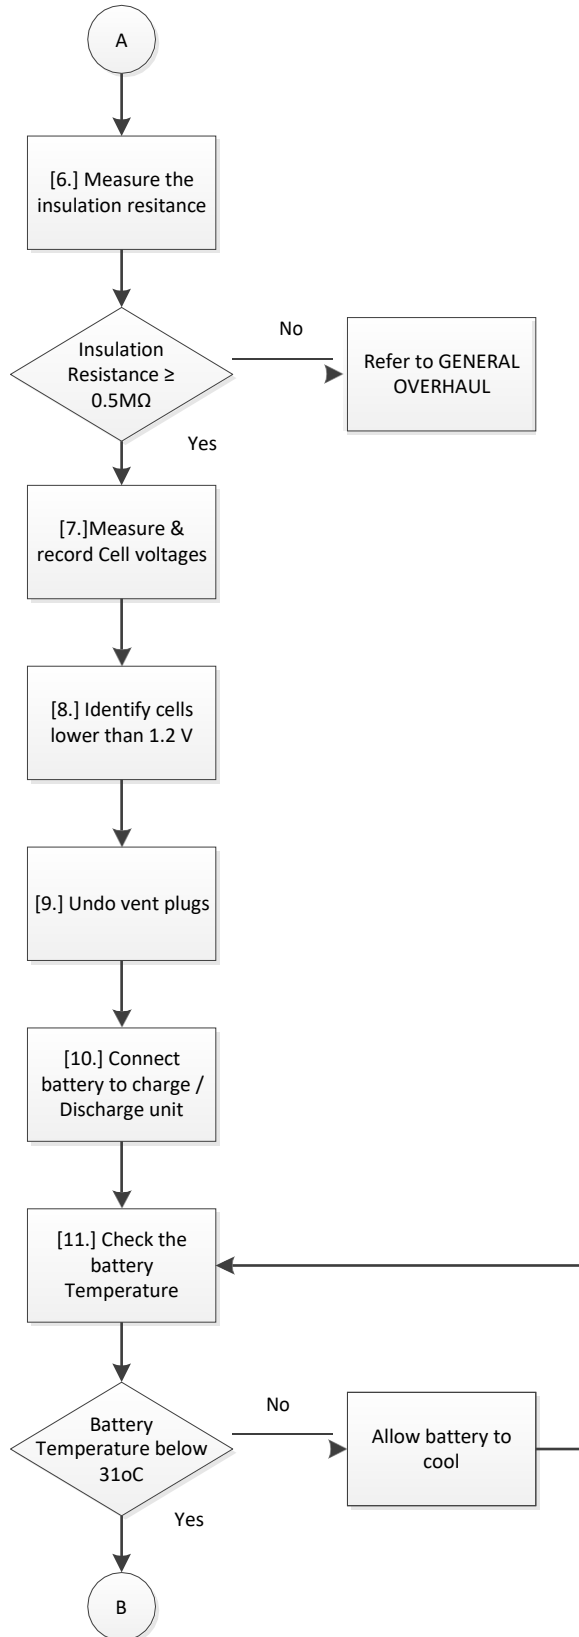 A
[6.] Measure the
insulation resitance
Insulation
Resistance ≥
0.5MΩ
No
Refer to GENERAL
OVERHAUL
Yes
[7.]Measure &
record Cell voltages
[8.] Identify cells
lower than 1.2 V
[9.] Undo vent plugs
[10.] Connect
battery to charge /
Discharge unit
[11.] Check the
battery
Temperature
Battery
Temperature below
31oC
No
Allow battery to
cool
Yes
B